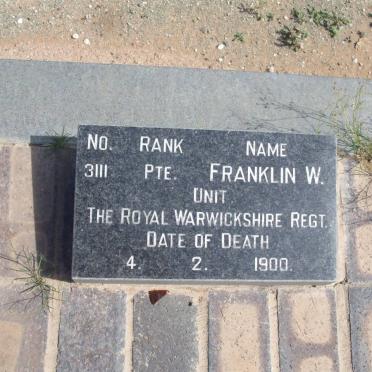 No. RANK NAME
3111 PTE. FRANKLIN W.
UNIT
THE ROYAL WARWICKSHIRE REGT.
DATE OF DEATH
4. 2. 1900.